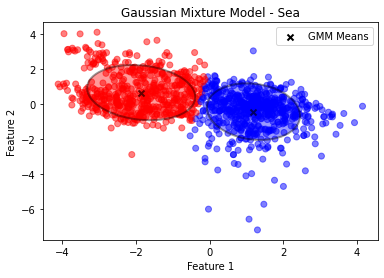 Gaussian Mixture Model - Sea
GMM Means
4
2
0
−2
−4
−6
Feature 2
−4 −2 0 2 4
Feature 1